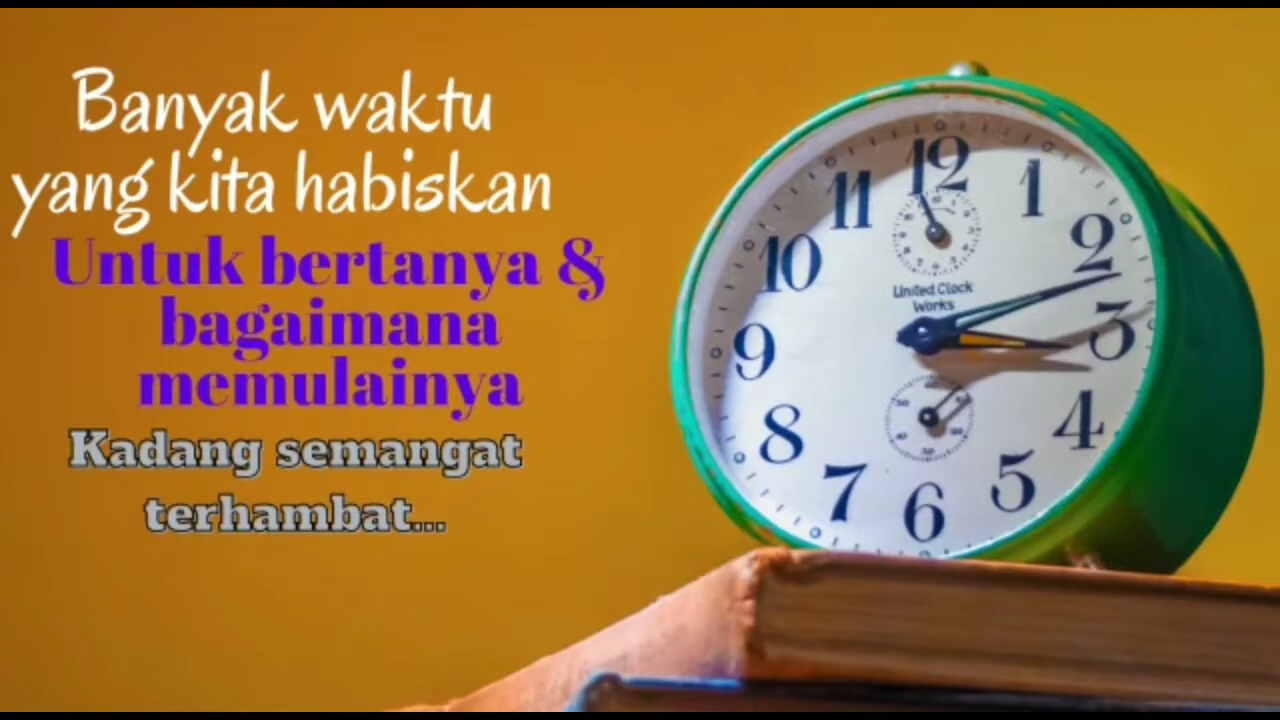 Banyak waktu
yang kita habiskan
Untuk bertanya &
bagaimana
memulainya
Kadang semangat
terhambat...
12
11
1
10
2
United Clock
Works
9
3
8
4
7
5
6